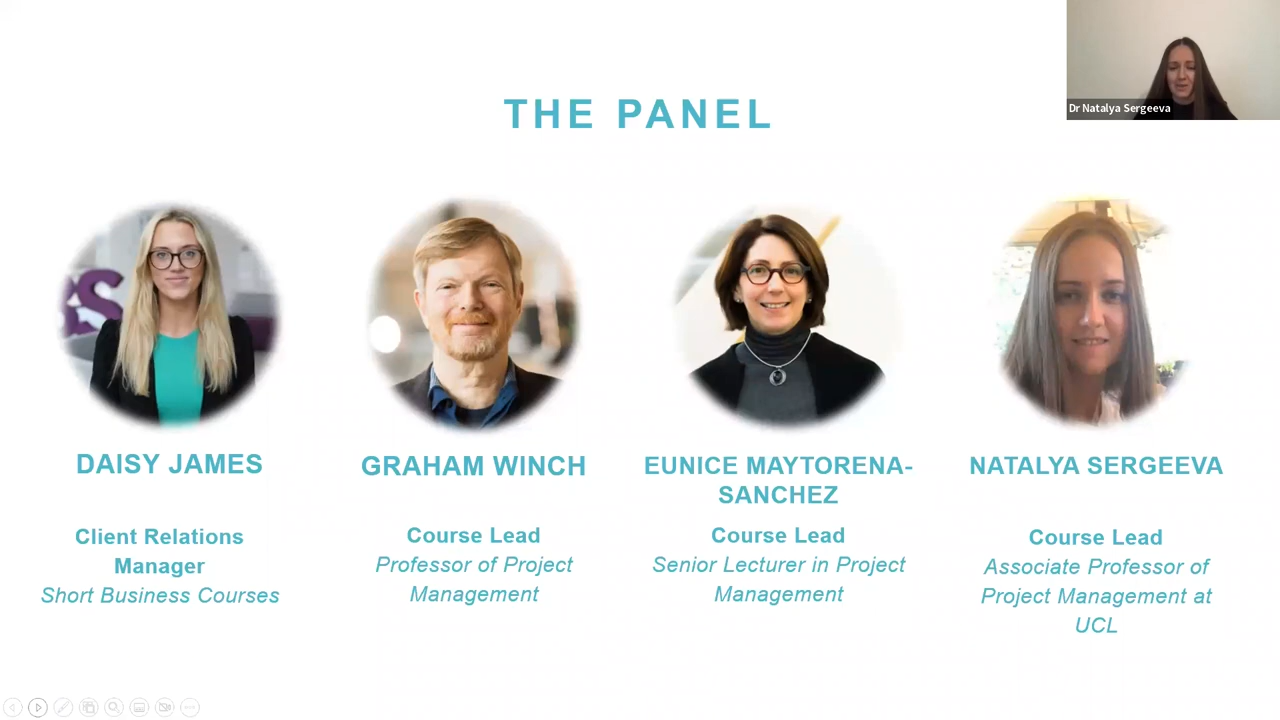 Dr Natalya Sergeeva
THE PANEL
DAISY JAMES
Client Relations
Manager
Short Business Courses
GRAHAM WINCH
Course Lead
Professor of Project
Management
EUNICE MAYTORENA-
SANCHEZ
Course Lead
Senior Lecturer in Project
Management
NATALYA SERGEEVA
Course Lead
Associate Professor of
Project Management at
UCL